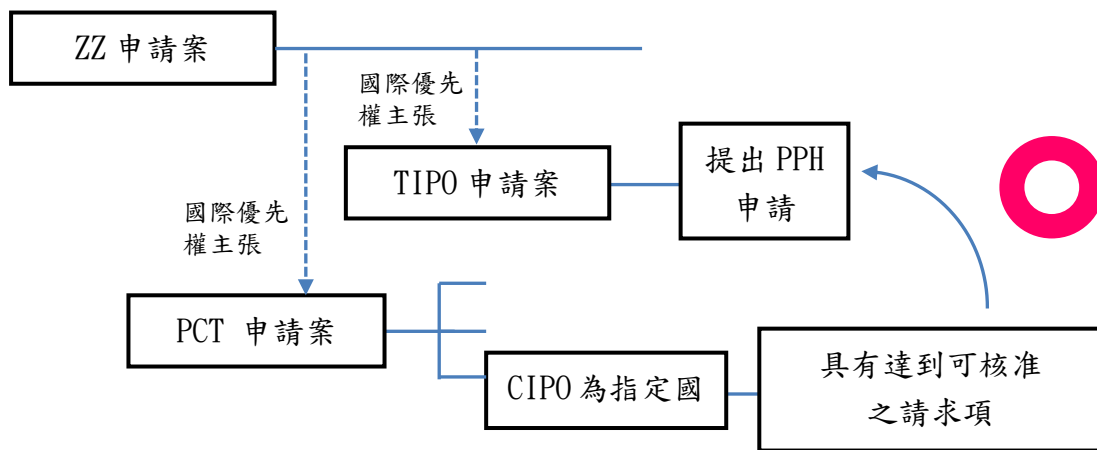 ZZ 申請案
國際優先
權主張
TIPO 申請案
提出 PPH
申請
國際優先
權主張
PCT 申請案
CIPO 為指定國
具有達到可核准
之請求項